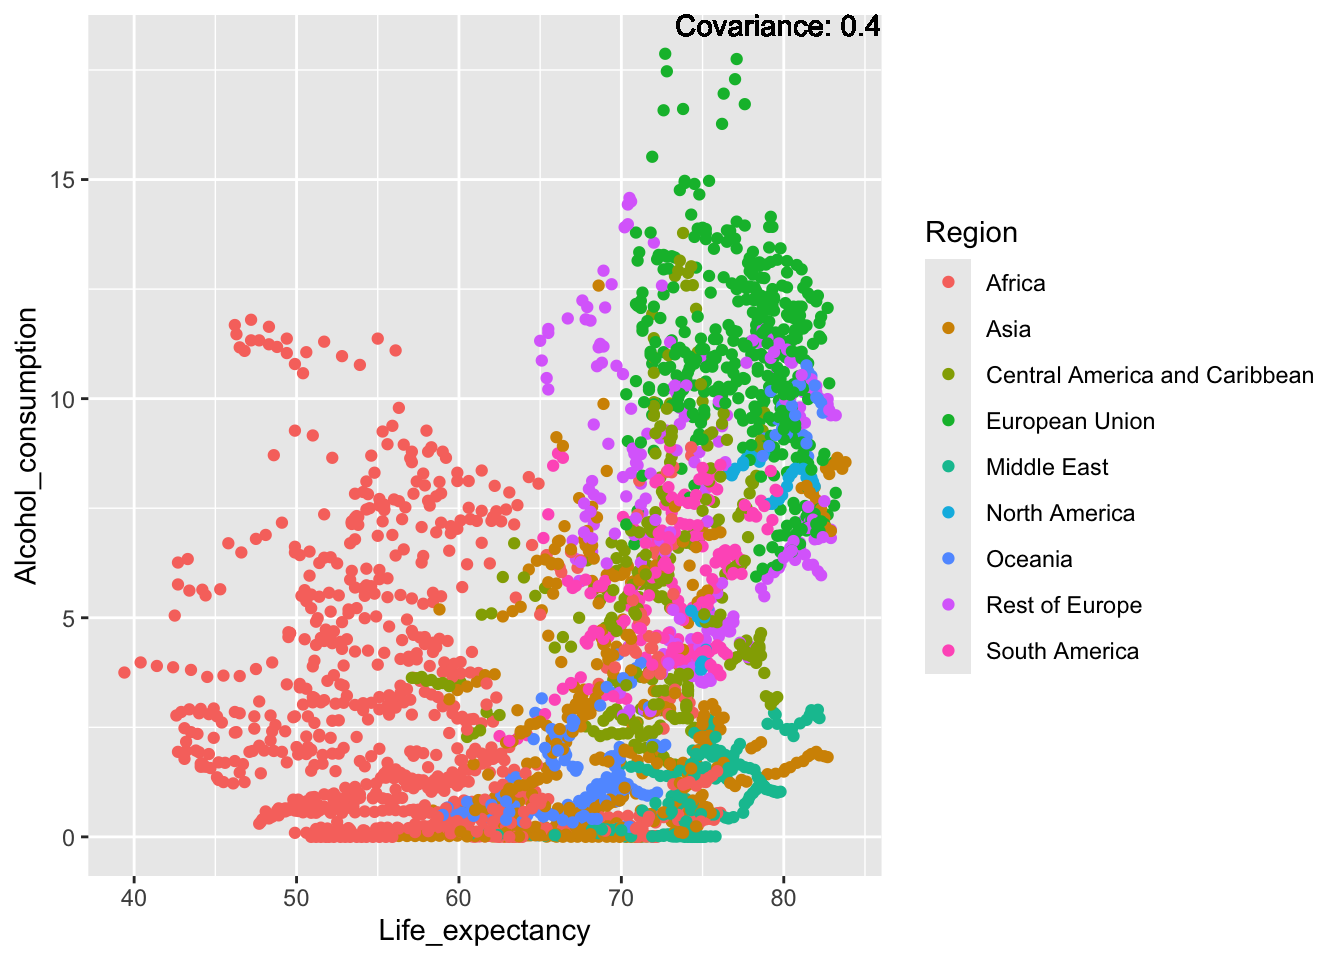 Covariance: 0.4
15
10
5
0
Alcohol_consumption
40 50 60 70 80
Life_expectancy
Region
Africa
Asia
Central America and Caribbean
European Union
Middle East
North America
Oceania
Rest of Europe
South America